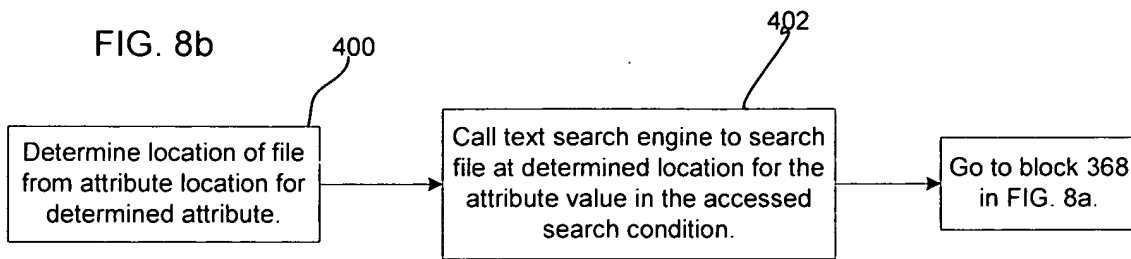 FIG. 8b
400
402
Determine location of file
from attribute location for
determined attribute.
Call text search engine to search
file at determined location for the
attribute value in the accessed
search condition.
Go to block 368
in FIG. 8a.